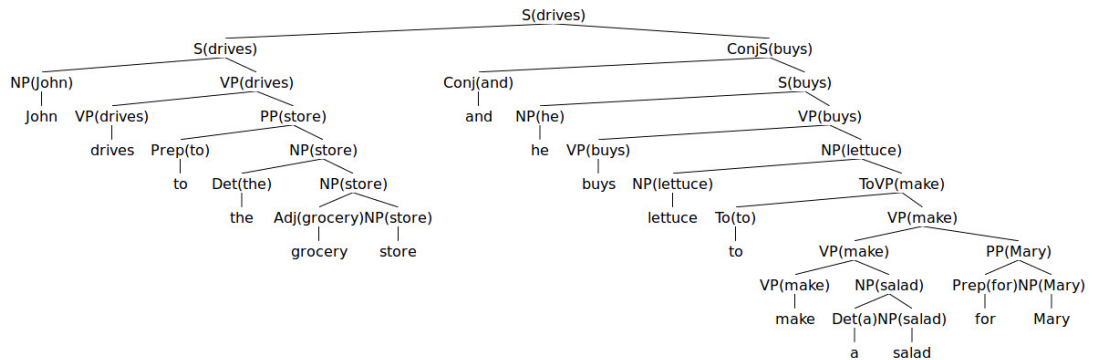 S(drives)
S(drives) ConjS(buys)
NP(John) VP(drives) Conj(and) S(buys)
John VP(drives) PP(store) and NP(he) VP(buys)
drives Prep(to) NP(store) he VP(buys) NP(lettuce)
to Det(the) NP(store) buys NP(lettuce) ToVP(make)
the Adj(grocery) NP(store) lettuce To(to) VP(make)
grocery store to VP(make) PP(Mary)
VP(make) NP(salad) Prep(for) NP(Mary)
make Det(a) NP(salad) for Mary
a salad